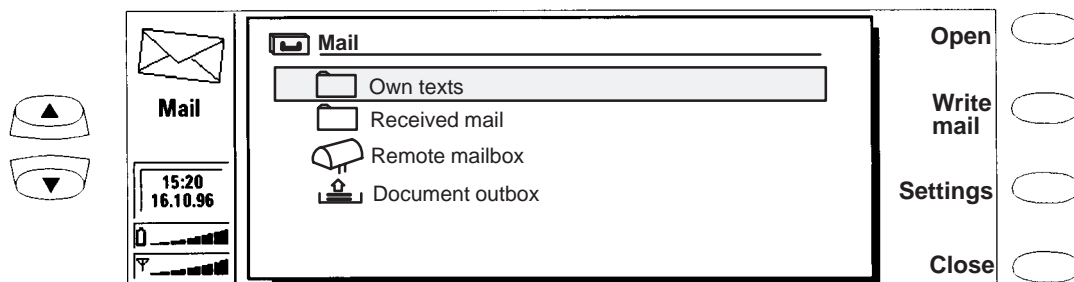 Mail
15:20
16.10.96
Mail
Own texts
Received mail
Remote mailbox
Document outbox
Open
Write
mail
Settings
Close